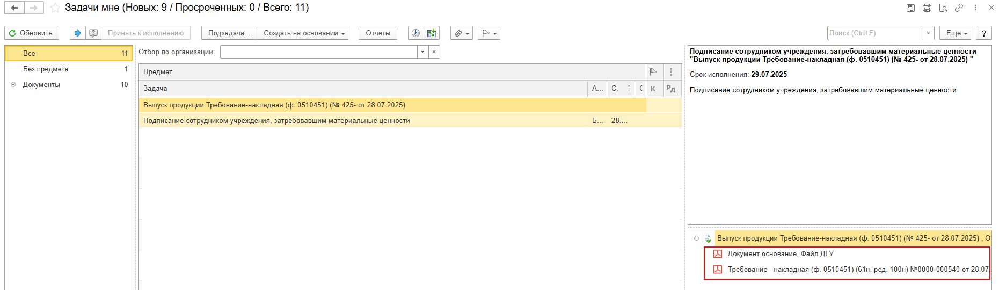 Задачи мне (Новых: 9 / Просроченных: 0 / Всего: 11)
Обновить
Принять к исполнению
Подзадача...
Создать на основании
Отчеты
Поиск (Ctrl+F)
×
Еще
?
Все 11
Без предмета 1
Документы 10
Отбор по организации:
×
Предмет
Задача А... С. ↑ К РД
Выпуск продукции Требование-накладная (ф. 0510451) (№ 425- от 28.07.2025)
Подписание сотрудником учреждения, затребовавшим материальные ценности Б... 28....
Подписание сотрудником учреждения, затребовавшим материальные ценности
"Выпуск продукции Требование-накладная (ф. 0510451) (№ 425- от 28.07.2025) "
Срок исполнения: 29.07.2025
Подписание сотрудником учреждения, затребовавшим материальные ценности
Выпуск продукции Требование-накладная (ф. 0510451) (№ 425- от 28.07.2025) ,
Документ основание, Файл ДГУ
Требование - накладная (ф. 0510451) (61н, ред. 100н) №0000-000540 от 28.07